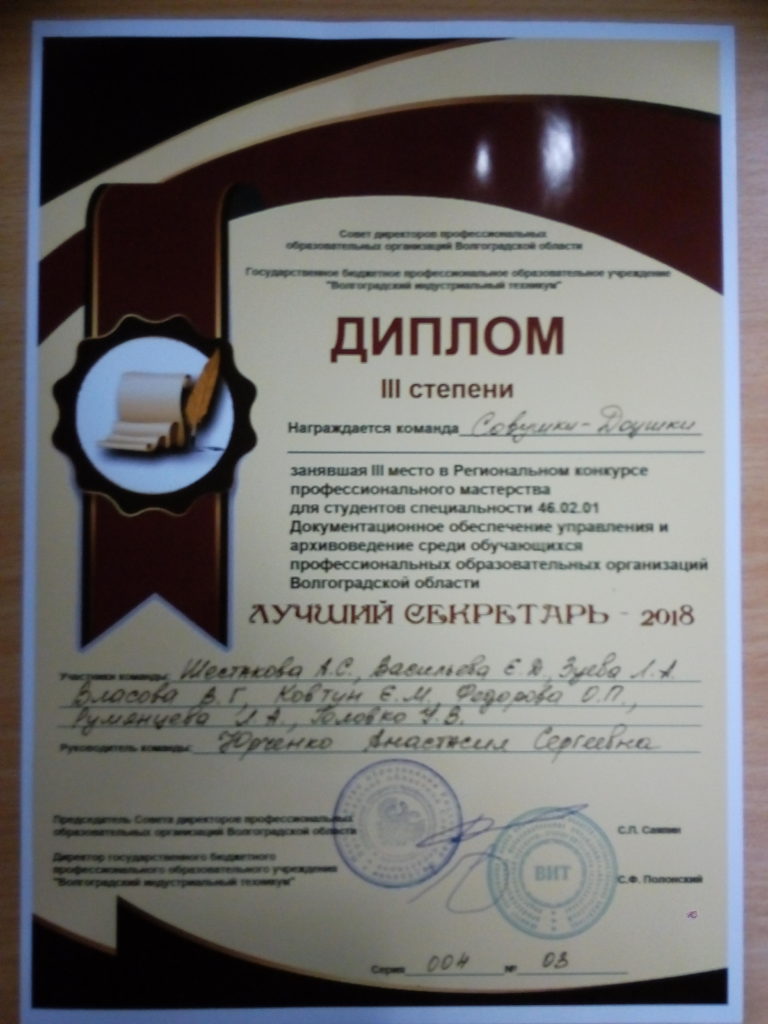 Совет директоров профессиональных
образовательных организаций Волгоградской области
Государственное бюджетное профессиональное образовательное учреждение
"Волгоградский индустриальный техникум"
ДИПЛОМ
III степени
Награждается команда Совушки-
занявшая III место в Региональном конкурсе
профессионального мастерства
для студентов специальности 46.02.01
Документационное обеспечение управления и
архивоведение среди обучающихся
профессиональных образовательных организаций
Волгоградской области
ЛУЧШИЙ СЕКРЕТАРЬ - 2018
Участники команды: Шестакова А.С., Васильева Е.Д., Зуева Л.А.
Власова В.Г., Ковтун Е.М., Федорова О.П.,
Румянцева Л.А., Головко У.В.
Руководитель команды: Юрченко Анастасия Сергеевна
Председатель Совета директоров профессиональных
образовательных организаций Волгоградской области
С.П. Саяпин
Директор государственного бюджетного
профессионального образовательного учреждения
"Волгоградский индустриальный техникум"
С.Ф. Полонский
ВИТ
Серия 004 № 03